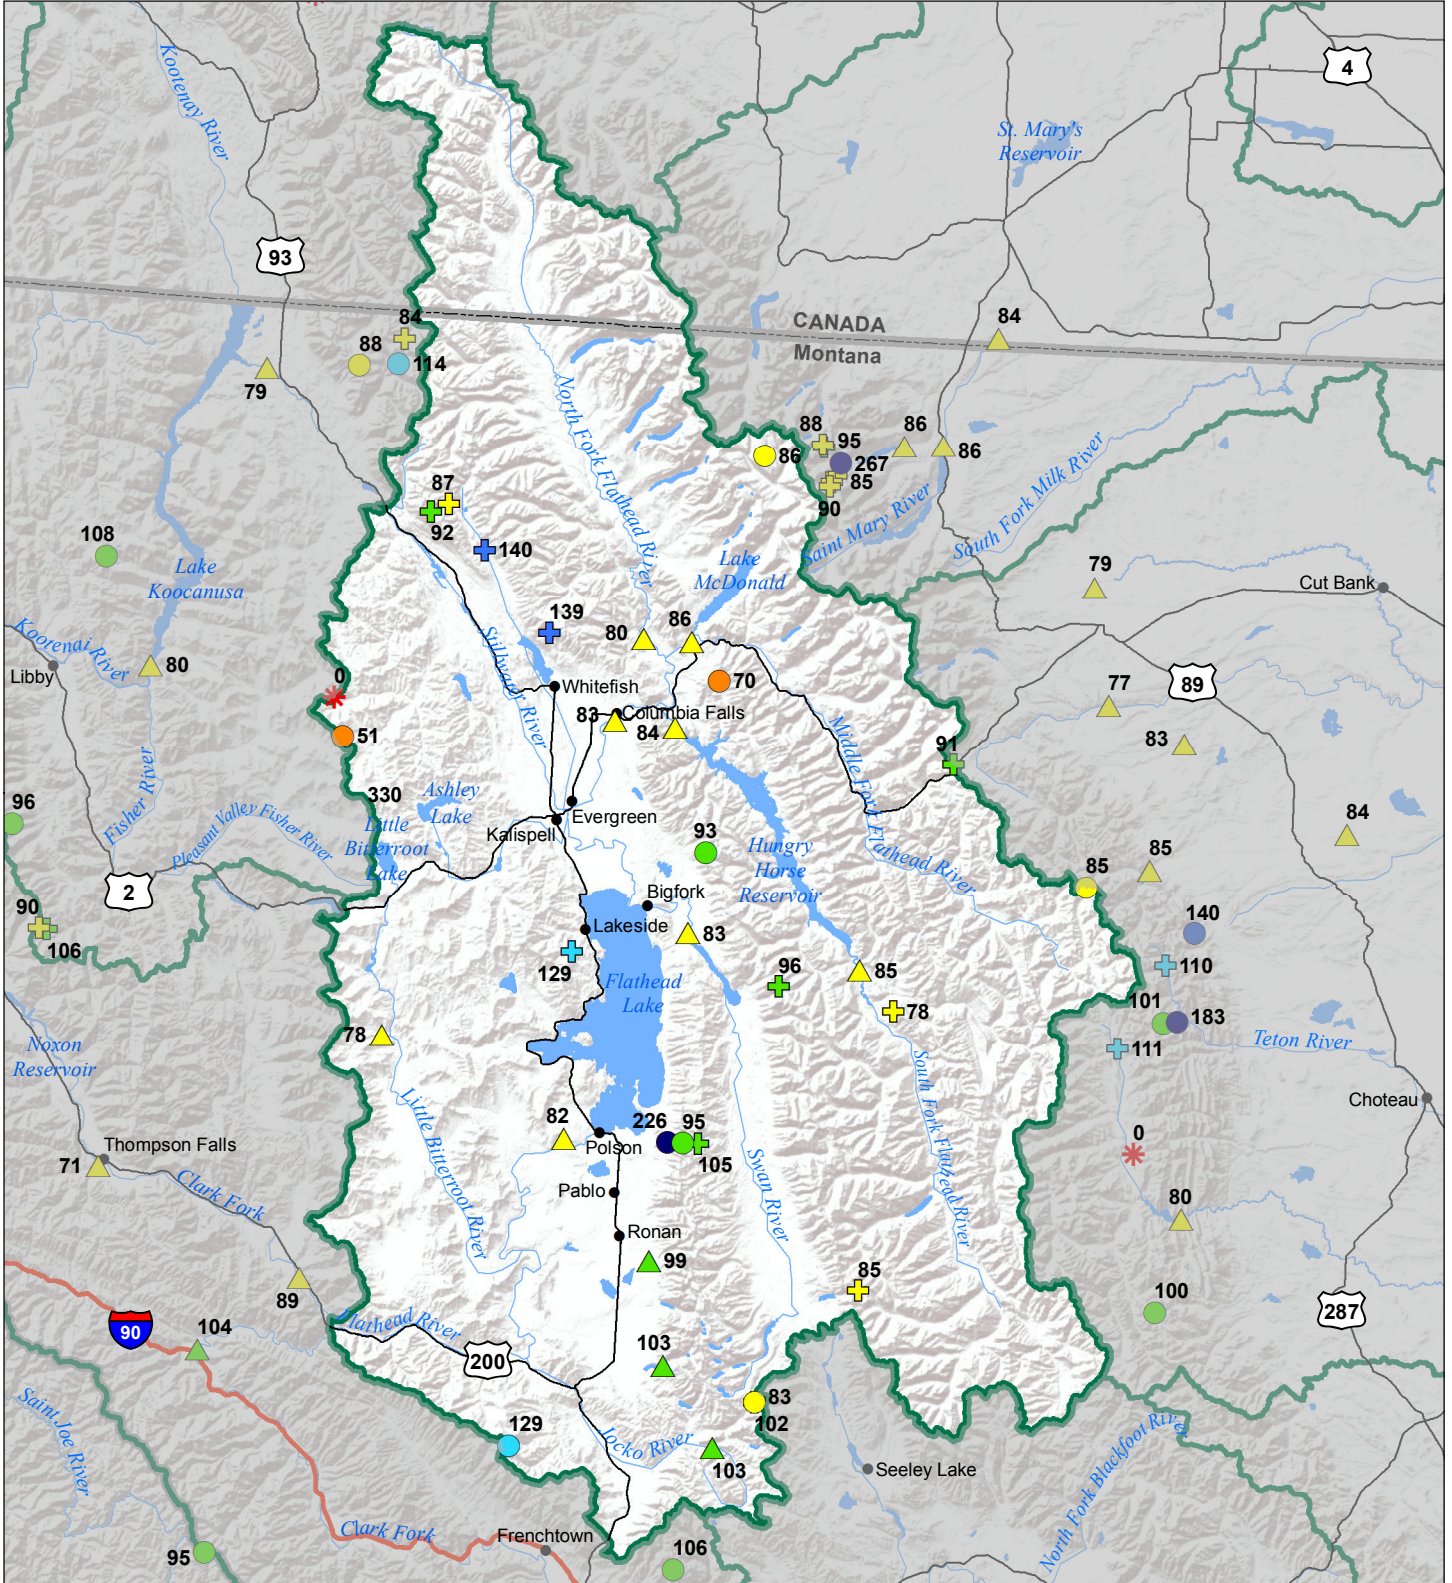 4
Kootenay River
St. Mary's
Reservoir
93
CANADA
Montana
84
84
88
114
79
North Fork Flathead River
88
95
86
86
86
267
85
90
Saint Mary River
South Fork Milk River
87
92
140
108
Lake
Koocanusa
Lake
McDonald
79
Cut Bank
139
80
86
Koorenai River
Libby
80
Stillwater River
0
Whitefish
70
89
77
83
Columbia Falls
84
51
83
Middle Fork Flathead River
91
Fisher River
330
Ashley
Lake
Little
Bitterroot
Lake
Evergreen
Kalispell
96
Pleasant Valley Fisher River
93
Hungry
Horse
Reservoir
84
85
85
2
Bigfork
90
106
Lakeside
83
140
129
Flathead
Lake
96
85
110
78
101
183
78
111
Teton River
Noxon
Reservoir
South Fork Flathead River
Little Bitterroot River
Choteau
82
226
95
105
Polson
0
Thompson Falls
71
Swan River
Clark Fork
Pablo
80
Ronan
99
85
89
100
287
90
104
Flathead River
200
103
Saint Joe River
83
102
129
Jocko River
103
North Fork Blackfoot River
Seeley Lake
Clark Fork
Frenchtown
95
106